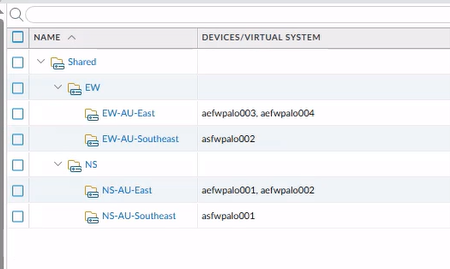 NAME DEVICES/VIRTUAL SYSTEM
Shared
EW
EW-AU-East aefwpalo003, aefwpalo004
EW-AU-Southeast asfwpalo002
NS
NS-AU-East aefwpalo001, aefwpalo002
NS-AU-Southeast asfwpalo001